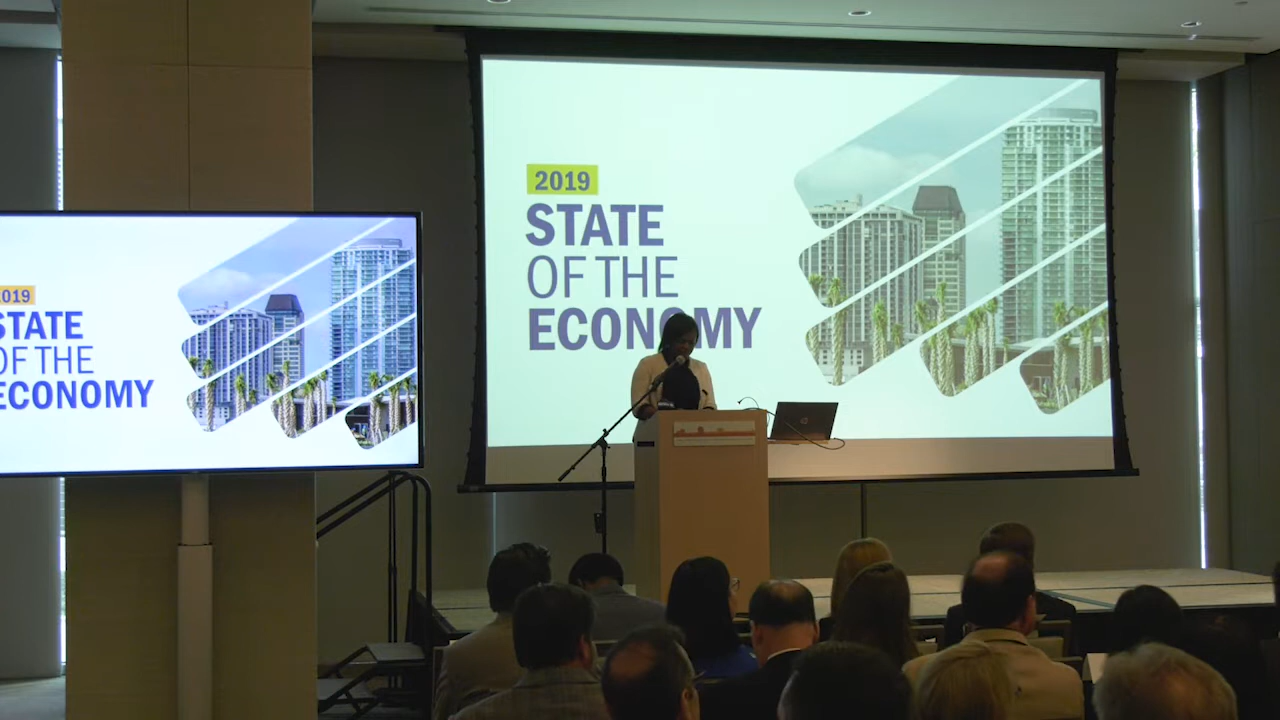 2019
STATE
OF THE
ECONOMY
2019
STATE
OF THE
ECONOMY